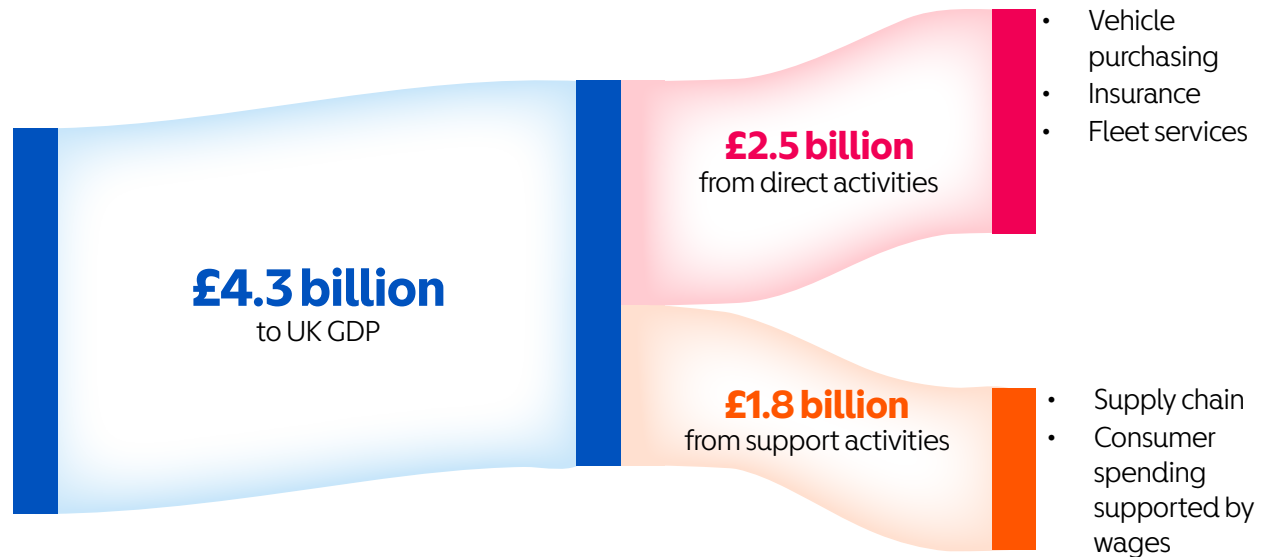 £4.3 billion
to UK GDP
£2.5 billion
from direct activities
• Vehicle
purchasing
• Insurance
• Fleet services
£1.8 billion
from support activities
• Supply chain
• Consumer
spending
supported by
wages